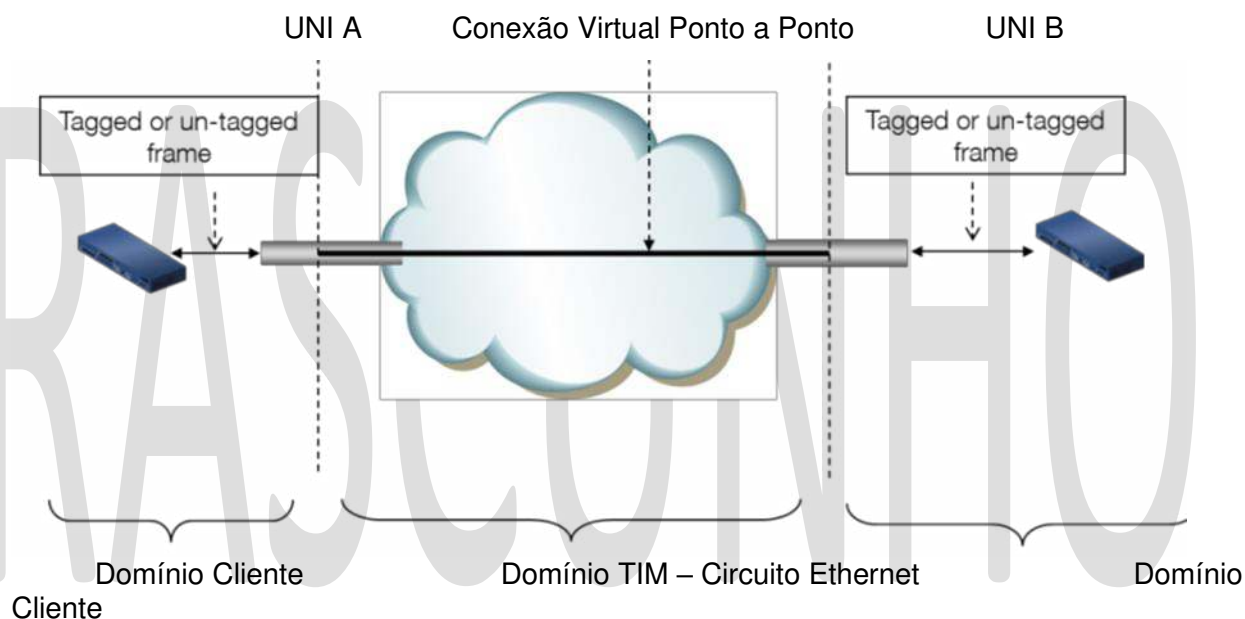 UNI A Conexão Virtual Ponto a Ponto UNI B
Tagged or un-tagged
frame
Tagged or un-tagged
frame
RASCUNHO
Domínio Cliente Domínio TIM – Circuito Ethernet Domínio
Cliente